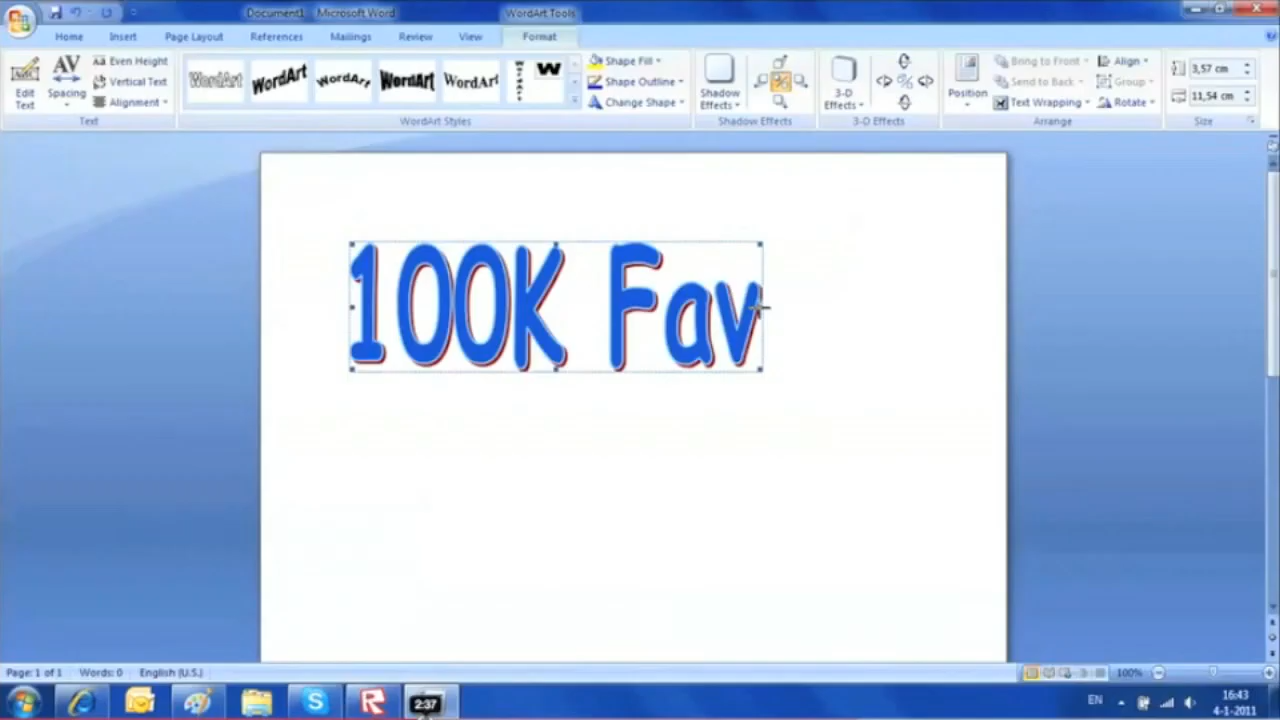 Document1 Microsoft Word WordArt Tools
Home Insert Page Layout References Mailings Review View Format
Edit Text
AV Spacing
Aa Even Height
Vertical Text
Alignment
WordArt WordArt WordArt WordArt WordArt WordArt W
Shape Fill
Shape Outline
Change Shape
Shadow Effects
3-D Effects
Position
Bring to Front
Send to Back
Text Wrapping
Align
Group
Rotate
3,57 cm
11,54 cm
Text WordArt Styles Shadow Effects 3-D Effects Arrange Size
100K Fav
Page: 1 of 1 Words: 0 English (U.S.) 100%
2:37
EN
16:43
4-1-2011